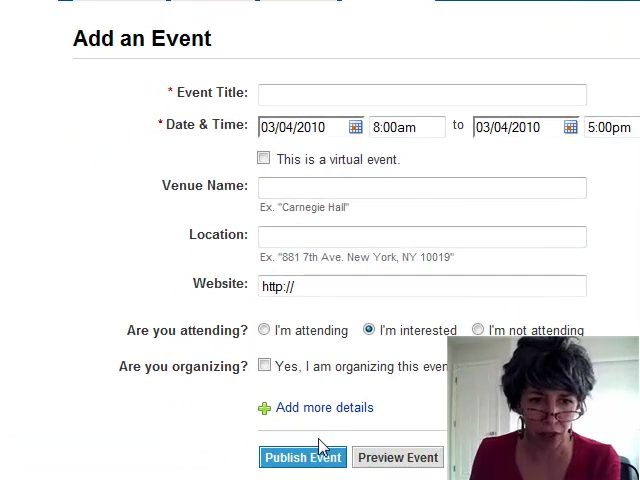 Add an Event
* Event Title:
* Date & Time: 03/04/2010 8:00am to 03/04/2010 5:00pm
This is a virtual event.
Venue Name:
Ex. "Carnegie Hall"
Location:
Ex. "881 7th Ave. New York, NY 10019"
Website: http://
Are you attending? I'm attending I'm interested I'm not attending
Are you organizing? Yes, I am organizing this even
Add more details
Publish Event Preview Event